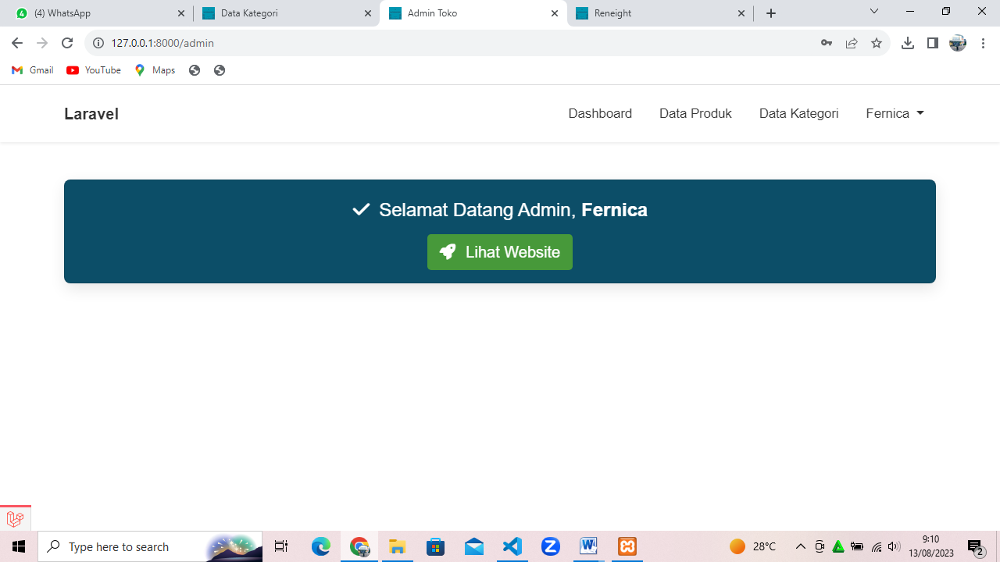 (4) WhatsApp
Data Kategori
Admin Toko
Reneight
127.0.0.1:8000/admin
Gmail
YouTube
Maps
Laravel
Dashboard
Data Produk
Data Kategori
Fernica
Selamat Datang Admin, Fernica
Lihat Website
Type here to search
28°C
9:10
13/08/2023
2